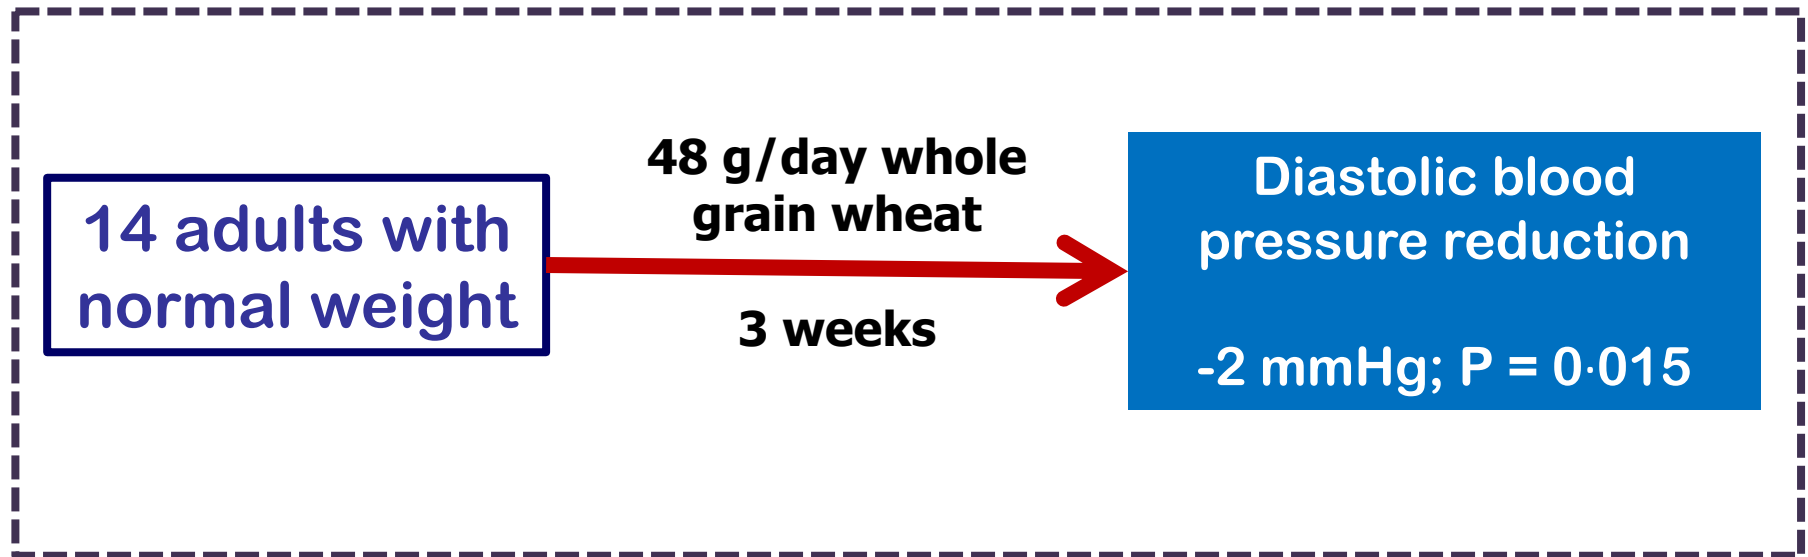 14 adults with
normal weight
48 g/day whole
grain wheat
3 weeks
Diastolic blood
pressure reduction
-2 mmHg; P = 0·015